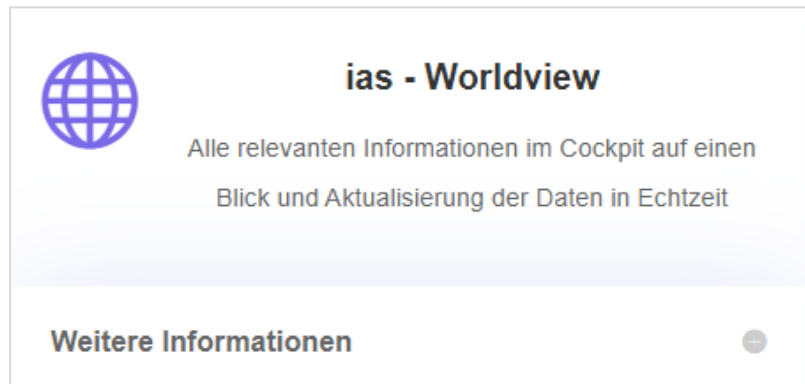 ias - Worldview
Alle relevanten Informationen im Cockpit auf einen
Blick und Aktualisierung der Daten in Echtzeit
Weitere Informationen